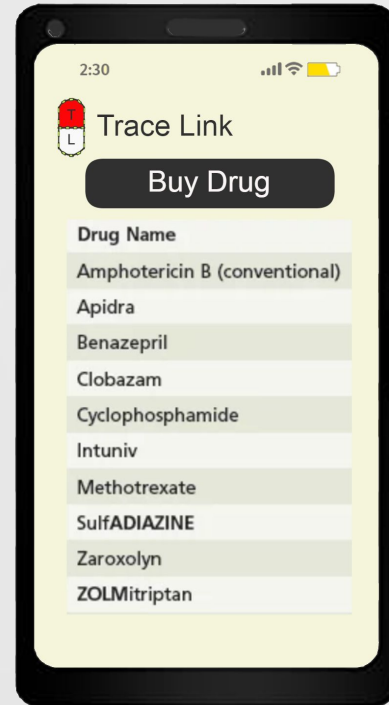 2:30
T
L
Trace Link
Buy Drug
Drug Name
Amphotericin B (conventional)
Apidra
Benazepril
Clobazam
Cyclophosphamide
Intuniv
Methotrexate
SulfADIAZINE
Zaroxolyn
ZOLMitriptan